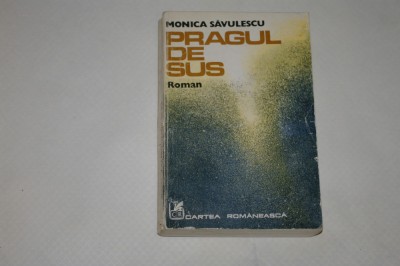 MONICA SĂVULESCU
PRAGUL
DE
SUS
Roman
CARTEA ROMÂNEASCĂ